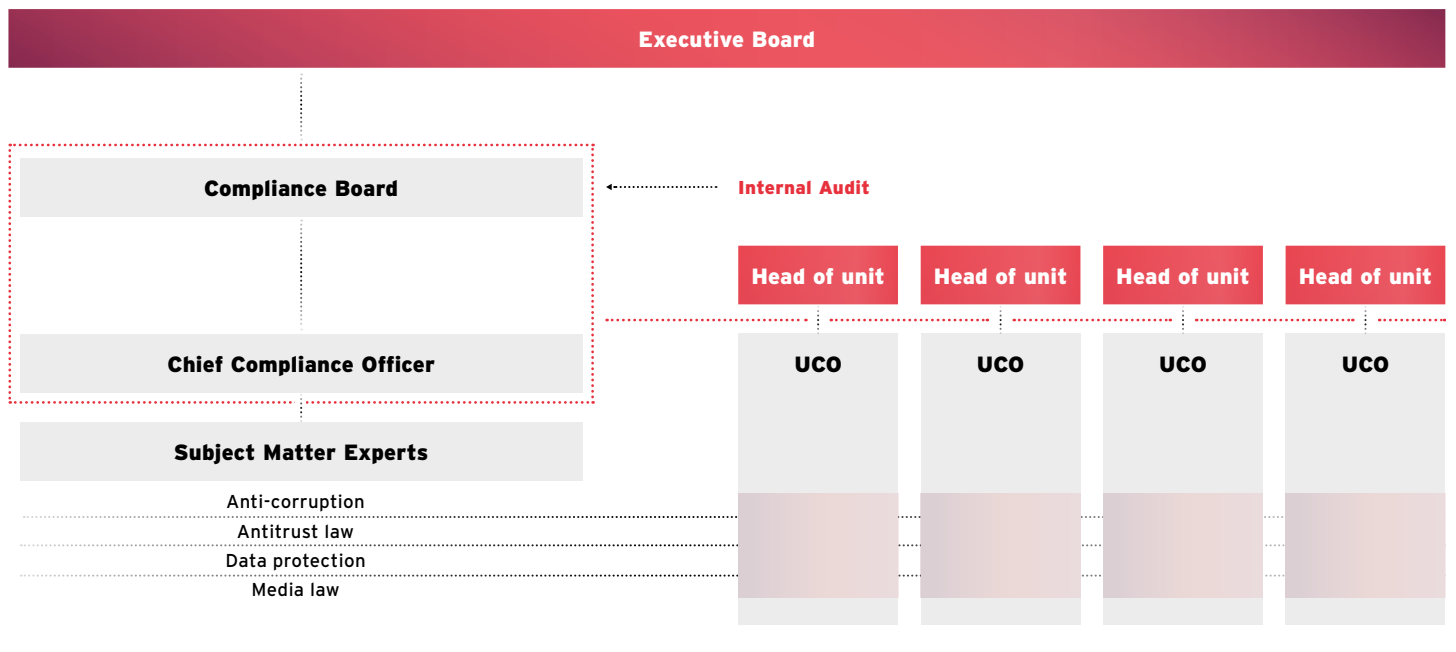 Executive Board
Compliance Board
Internal Audit
Head of unit
Head of unit
Head of unit
Head of unit
Chief Compliance Officer
UCO
UCO
UCO
UCO
Subject Matter Experts
Anti-corruption
Antitrust law
Data protection
Media law